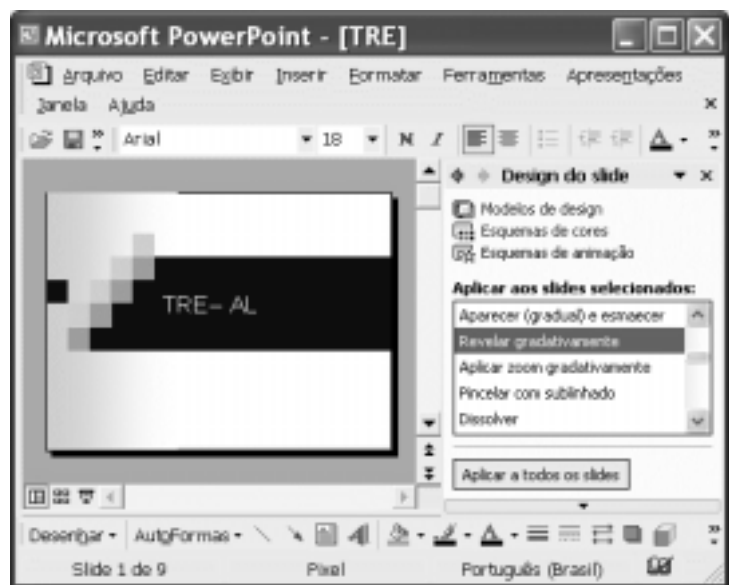 Microsoft PowerPoint - [TRE]
Arquivo Editar Exibir Inserir Formatar Ferramentas Apresentações
Janela Ajuda
Arial 18 N I A
Design do slide
Modelos de design
Esquemas de cores
Esquemas de animação
Aplicar aos slides selecionados:
Aparecer (gradual) e esmaecer
Revelar gradativamente
Aplicar zoom gradativamente
Pincelar com sublinhado
Dissolver
TRE- AL
Aplicar a todos os slides
Desenhar AutoFormas A
Slide 1 de 9 Pixel Português (Brasil)